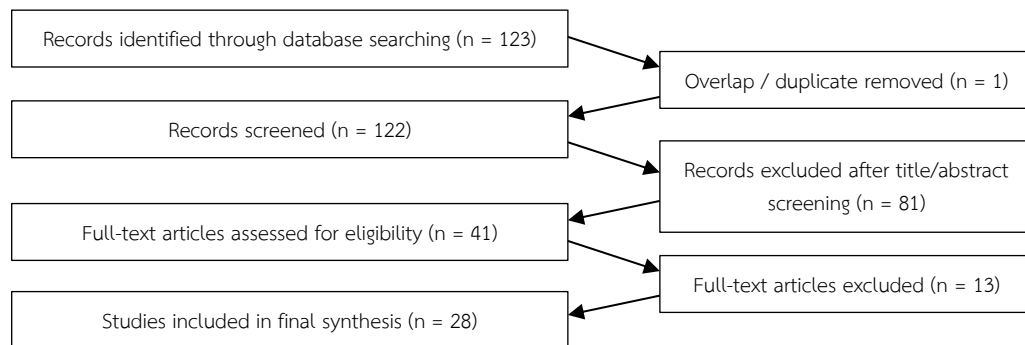 Records identified through database searching (n = 123)
Overlap / duplicate removed (n = 1)
Records screened (n = 122)
Records excluded after title/abstract
screening (n = 81)
Full-text articles assessed for eligibility (n = 41)
Full-text articles excluded (n = 13)
Studies included in final synthesis (n = 28)